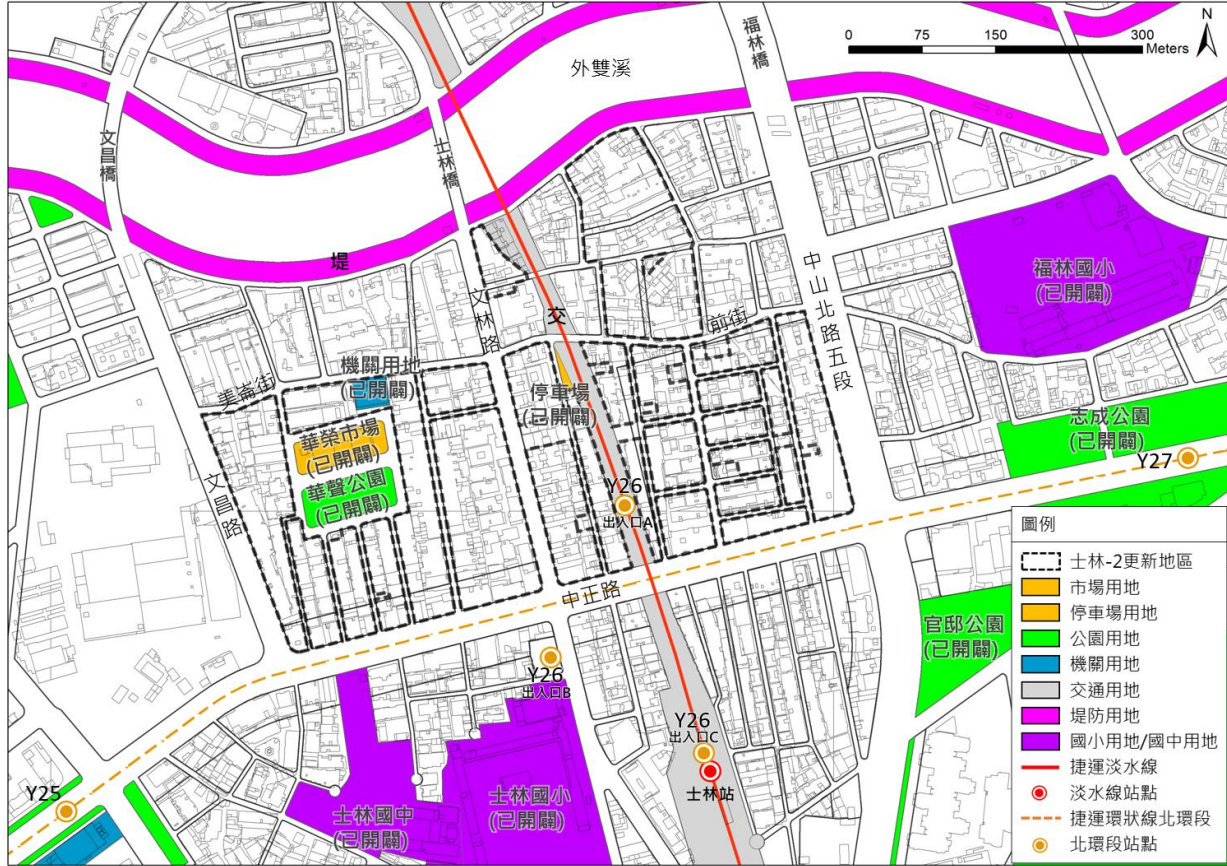 N
0 75 150 300
Meters
福林橋
外雙溪
文昌橋
士林橋
堤
福林國小
(已開闢)
中山北路五段
文林路
交
前街
機關用地
(已開闢)
美崙街
停車場
(已開闢)
志成公園
(已開闢)
華榮市場
(已開闢)
Y27
華聲公園
(已開闢)
文昌路
Y26
出入口A
中正路
官邸公園
(已開闢)
Y26
出入口B
Y26
出入口C
士林站
Y25
士林國中
(已開闢)
士林國小
(已開闢)
圖例
士林-2更新地區
市場用地
停車場用地
公園用地
機關用地
交通用地
堤防用地
國小用地/國中用地
捷運淡水線
淡水線站點
捷運環狀線北環段
北環段站點